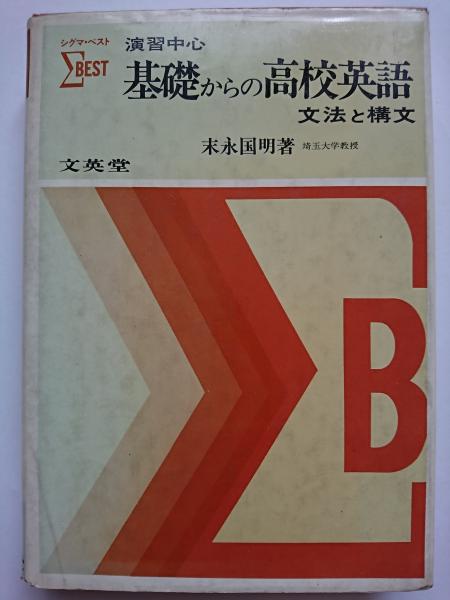 シグマ・ベスト
ΣBEST
演習中心
基礎からの高校英語
文法と構文
末永国明著 埼玉大学教授
文英堂
B